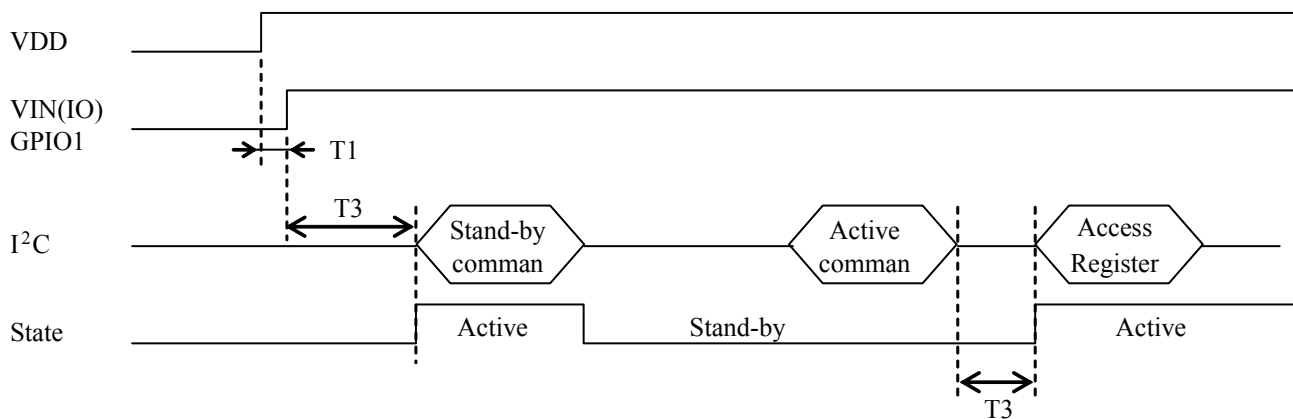 VDD
VIN(IO)
GPIO1
T1
T3
I²C
Stand-by
comman
Active
comman
Access
Register
State
Active
Stand-by
Active
T3